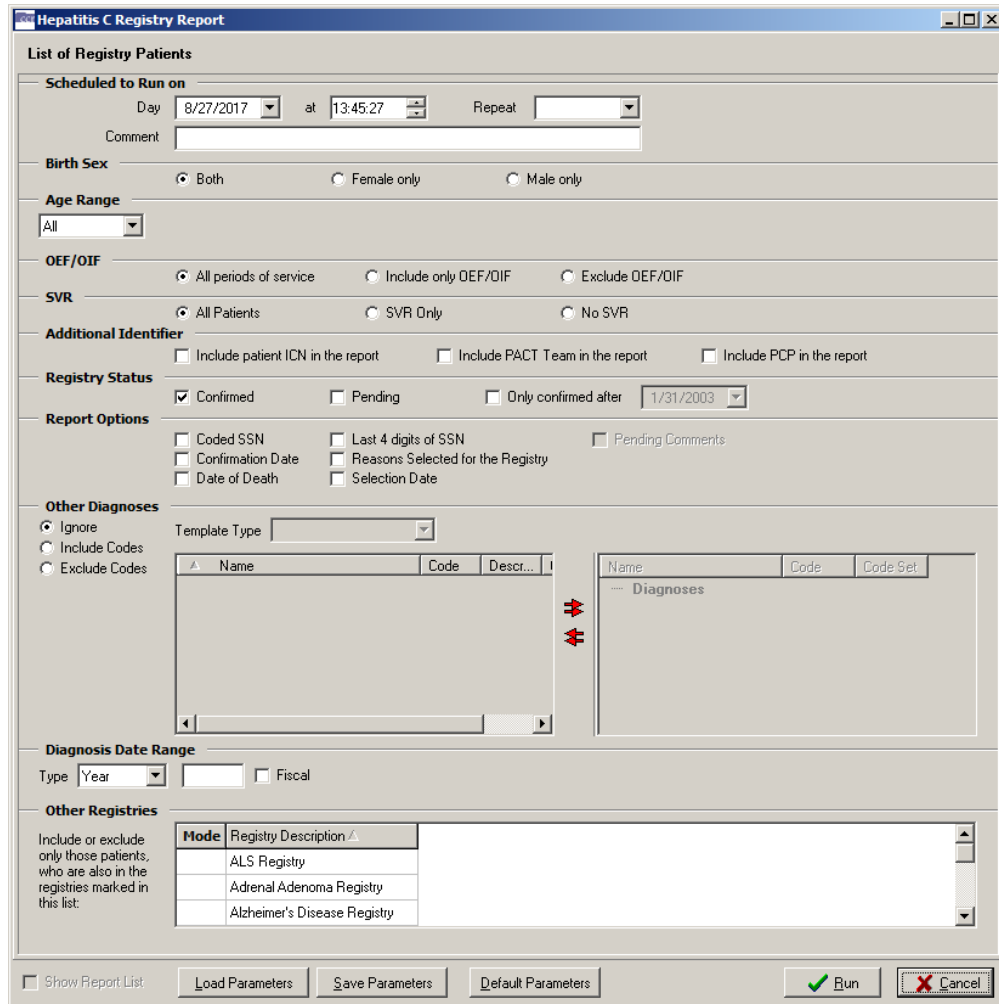 Hepatitis C Registry Report
List of Registry Patients
Scheduled to Run on
Day 8/27/2017 at 13:45:27 Repeat
Comment
Birth Sex
Both Female only Male only
Age Range
All
OEF/OIF
All periods of service Include only OEF/OIF Exclude OEF/OIF
SVR
All Patients SVR Only No SVR
Additional Identifier
Include patient ICN in the report Include PACT Team in the report Include PCP in the report
Registry Status
Confirmed Pending Only confirmed after 1/31/2003
Report Options
Coded SSN Last 4 digits of SSN Pending Comments
Confirmation Date Reasons Selected for the Registry
Date of Death Selection Date
Other Diagnoses
Ignore Template Type
Include Codes
Exclude Codes
Name Code Descr... Name Code Code Set
Diagnoses
Diagnosis Date Range
Type Year Fiscal
Other Registries
Include or exclude
only those patients,
who are also in the
registries marked in
this list:
Mode Registry Description
ALS Registry
Adrenal Adenoma Registry
Alzheimer's Disease Registry
Show Report List Load Parameters Save Parameters Default Parameters Run Cancel